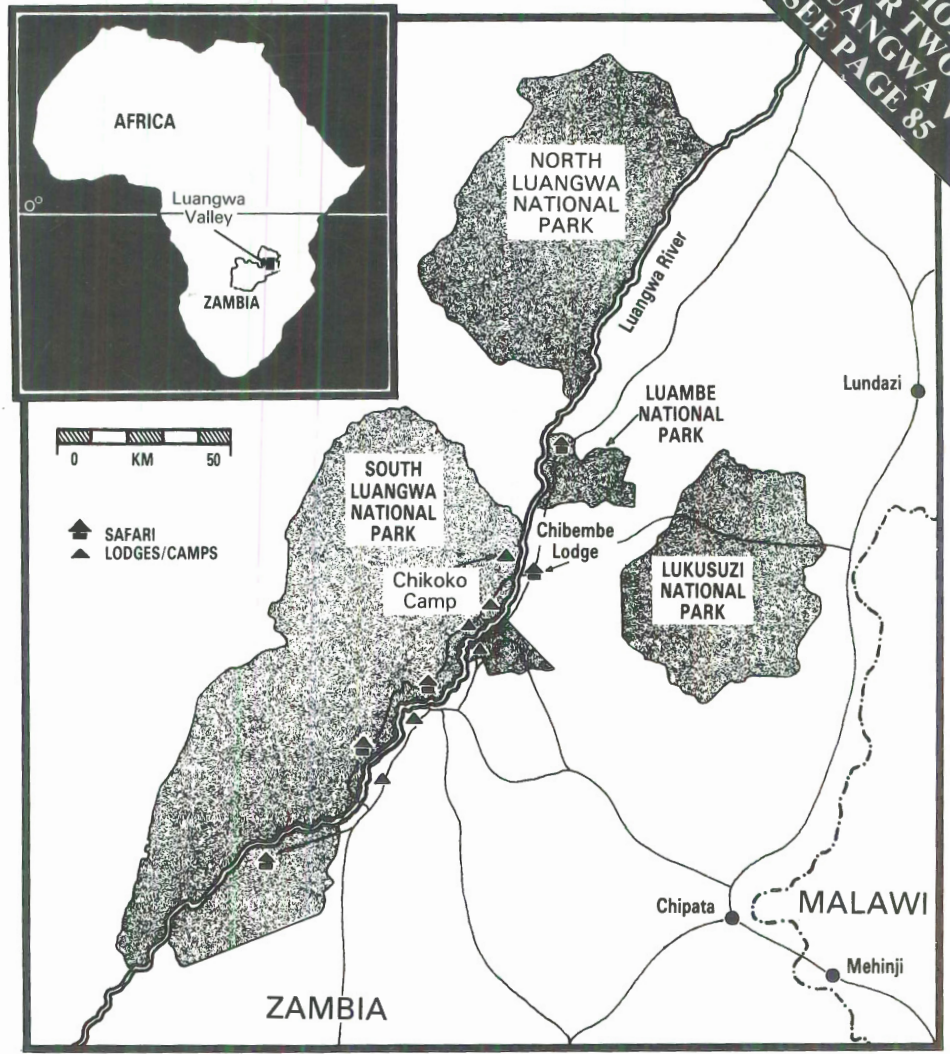 R TWO
UANGWA V
SEE PAGE 85
AFRICA
0°
Luangwa
Valley
ZAMBIA
NORTH
LUANGWA
NATIONAL
PARK
Luangwa River
Lundazi
LUAMBE
NATIONAL
PARK
0 KM 50
SAFARI
LODGES/CAMPS
SOUTH
LUANGWA
NATIONAL
PARK
Chibembe
Lodge
Chikoko
Camp
LUKUSUZI
NATIONAL
PARK
Chipata
MALAWI
Mehinji
ZAMBIA